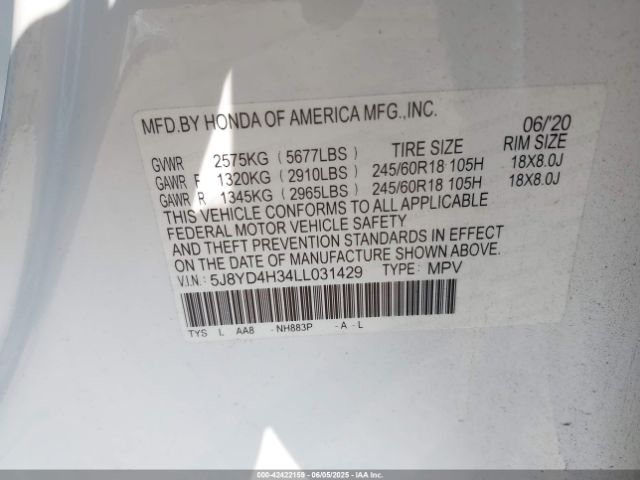 MFD.BY HONDA OF AMERICA MFG.,INC. 06/'20
TIRE SIZE RIM SIZE
GVWR 2575KG (5677LBS)
GAWR F 1320KG (2910LBS) 245/60R18 105H 18X8.0J
GAWR R 1345KG (2965LBS) 245/60R18 105H 18X8.0J
THIS VEHICLE CONFORMS TO ALL APPLICABLE
FEDERAL MOTOR VEHICLE SAFETY
AND THEFT PREVENTION STANDARDS IN EFFECT
ON THE DATE OF MANUFACTURE SHOWN ABOVE.
V.I.N.: 5J8YD4H34LL031429 TYPE: MPV
TYS L AA8 -NH883P -A -L
000-42422159 - 06/05/2025 - IAAI.COM